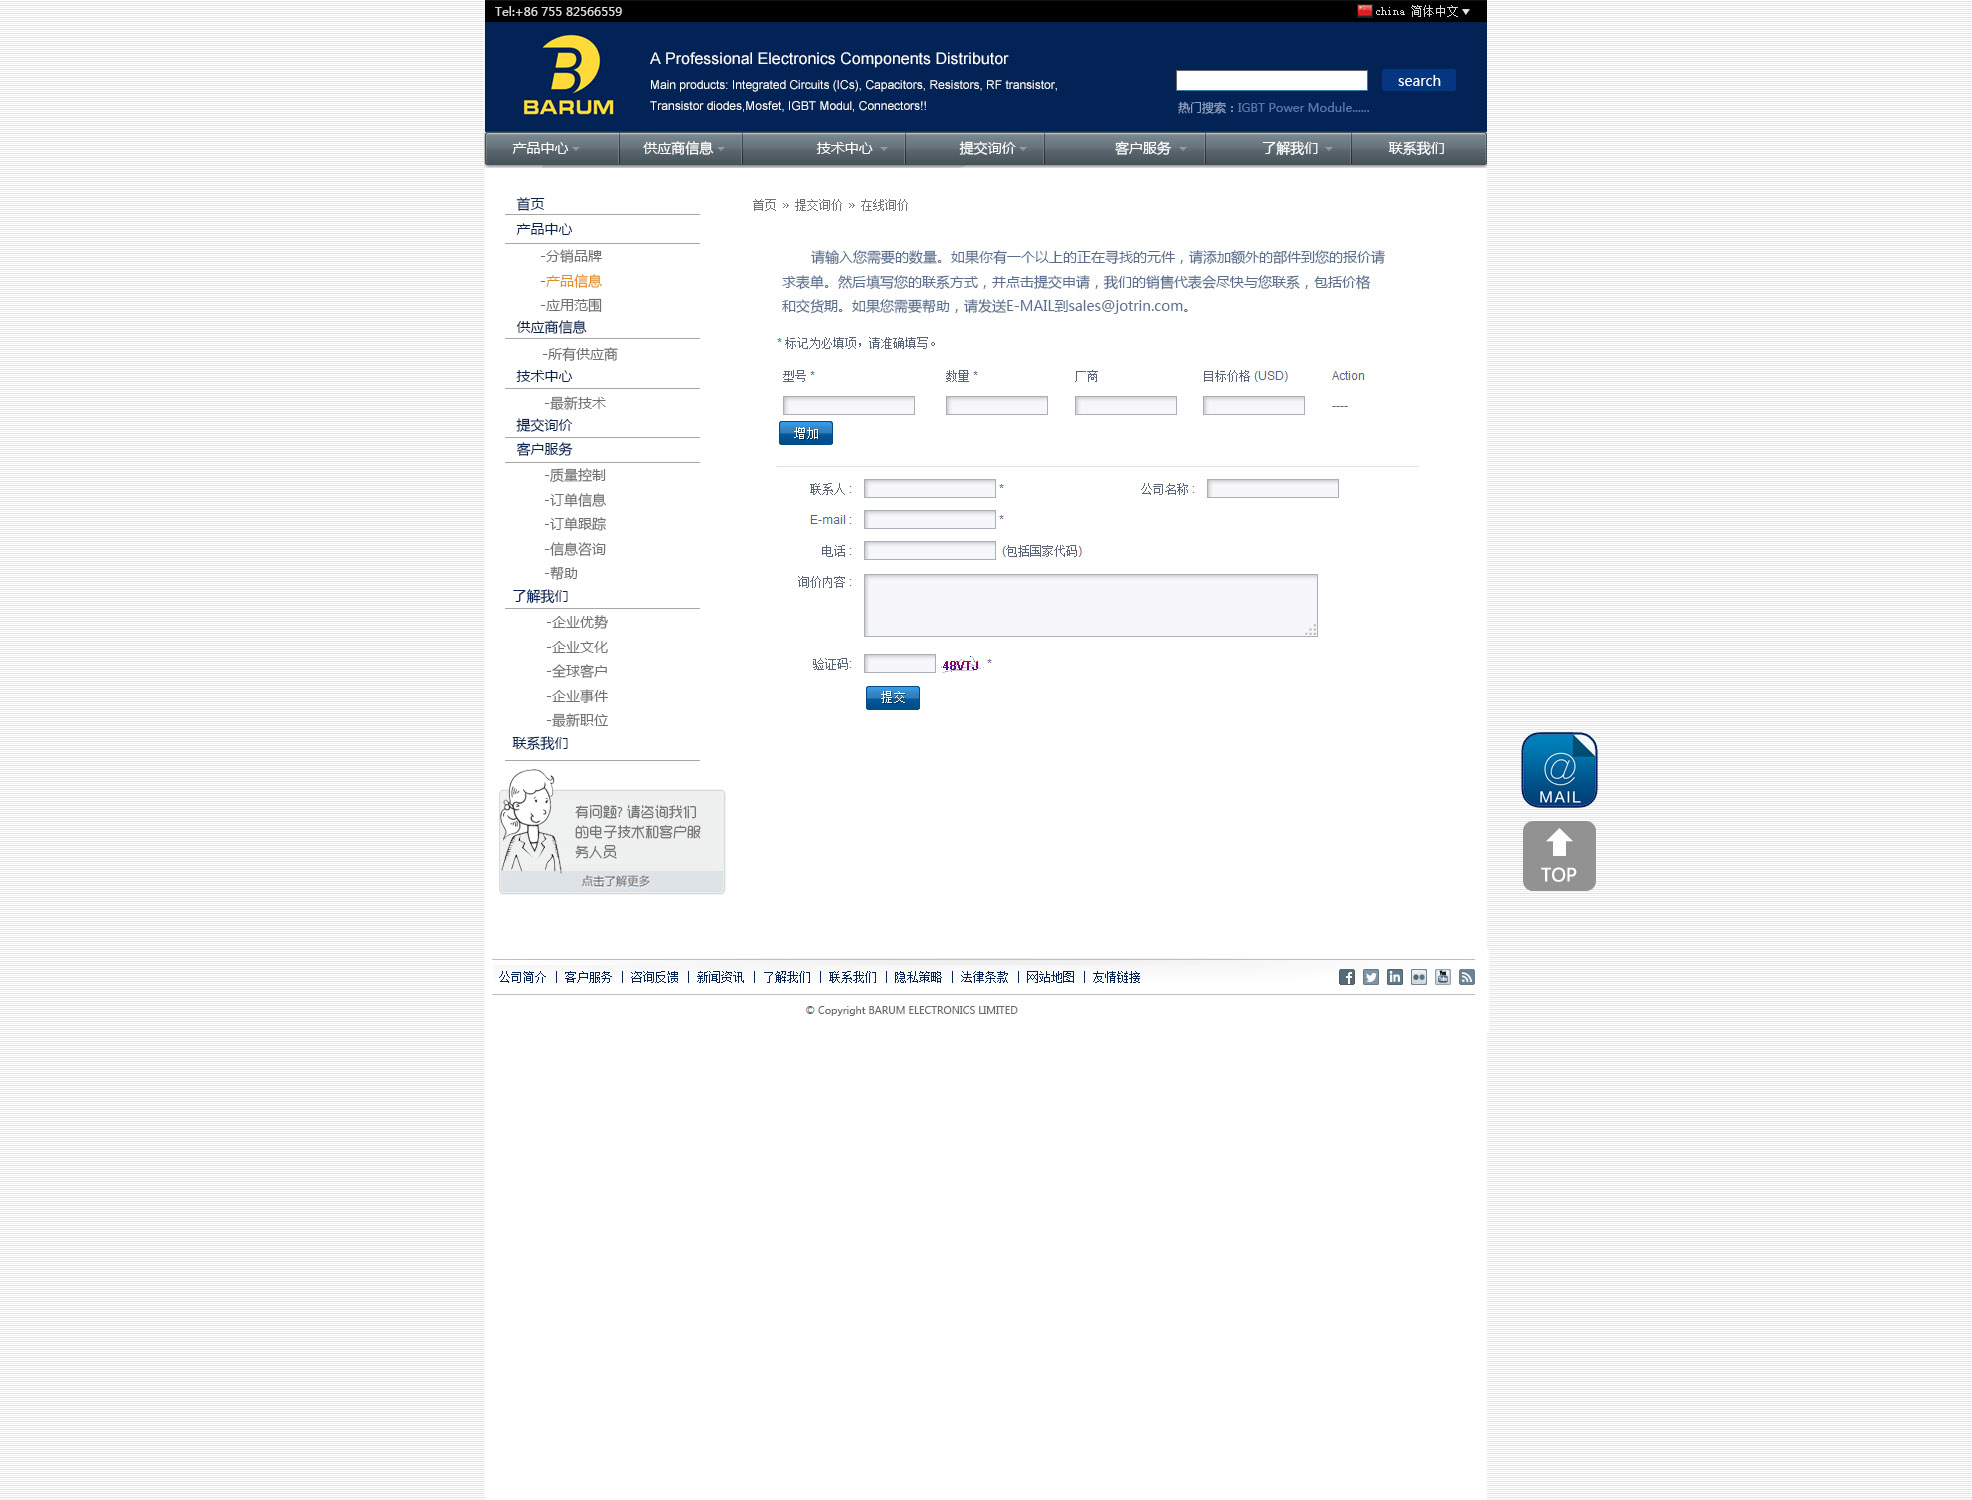 Tel:+86 755 82566559
china 简体中文
BARUM
A Professional Electronics Components Distributor
Main products: Integrated Circuits (ICs), Capacitors, Resistors, RF transistor,
Transistor diodes,Mosfet, IGBT Modul, Connectors!!
search
热门搜索：IGBT Power Module......
产品中心 供应商信息 技术中心 提交询价 客户服务 了解我们 联系我们
首页
产品中心
-分销品牌
-产品信息
-应用范围
供应商信息
-所有供应商
技术中心
-最新技术
提交询价
客户服务
-质量控制
-订单信息
-订单跟踪
-信息咨询
-帮助
了解我们
-企业优势
-企业文化
-全球客户
-企业事件
-最新职位
联系我们
有问题? 请咨询我们
的电子技术和客户服
务人员
点击了解更多
首页 » 提交询价 » 在线询价
请输入您需要的数量。如果你有一个以上的正在寻找的元件，请添加额外的部件到您的报价请
求表单。然后填写您的联系方式，并点击提交申请，我们的销售代表会尽快与您联系，包括价格
和交货期。如果您需要帮助，请发送E-MAIL到sales@jotrin.com。
* 标记为必填项，请准确填写。
型号 * 数量 * 厂商 目标价格 (USD) Action
----
增加
联系人 : * 公司名称 :
E-mail : *
电话 : (包括国家代码)
询价内容 :
验证码: 48VTJ *
提交
@
MAIL
TOP
公司简介 | 客户服务 | 咨询反馈 | 新闻资讯 | 了解我们 | 联系我们 | 隐私策略 | 法律条款 | 网站地图 | 友情链接
© Copyright BARUM ELECTRONICS LIMITED